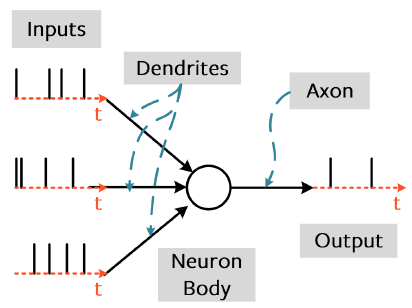 Inputs
Dendrites
Axon
t
t
t
t
Output
Neuron
Body